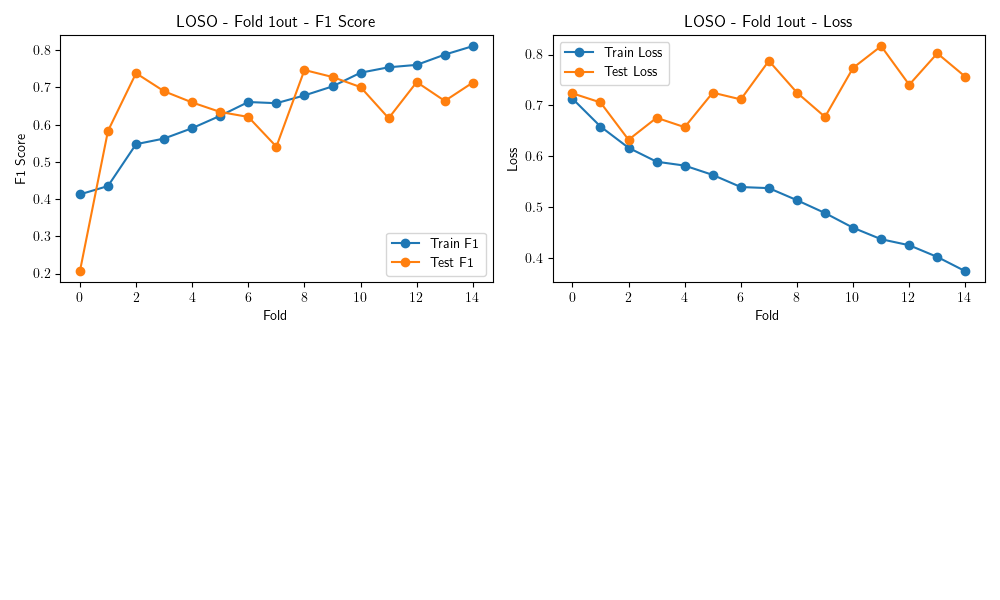 LOSO - Fold 1out - F1 Score
0.8
0.7
0.6
0.5
0.4
0.3
0.2
F1 Score
Train F1
Test F1
0 2 4 6 8 10 12 14
Fold
LOSO - Fold 1out - Loss
Train Loss
Test Loss
0.8
0.7
0.6
0.5
0.4
Loss
0 2 4 6 8 10 12 14
Fold